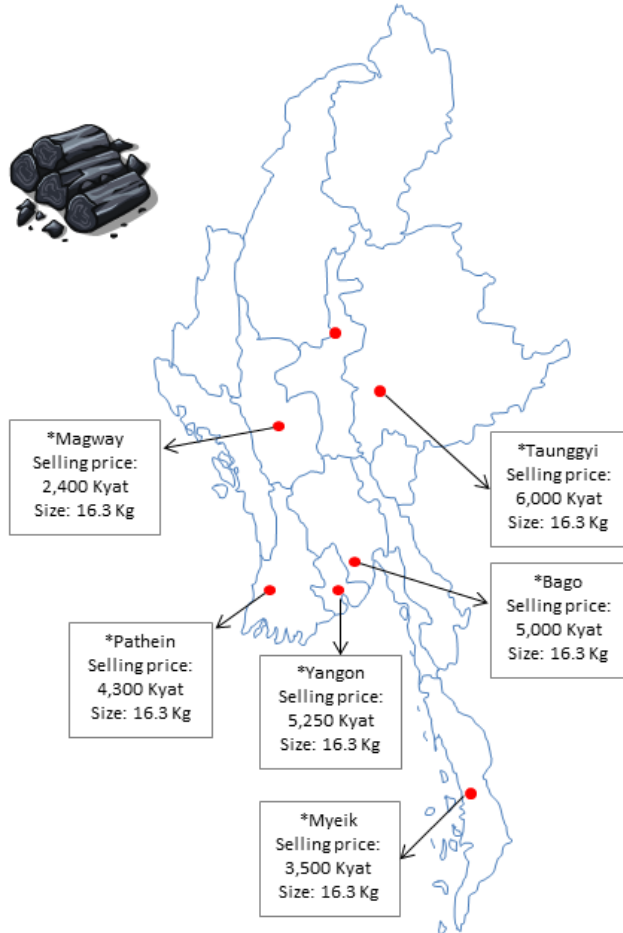 *Magway
Selling price:
2,400 Kyat
Size: 16.3 Kg
*Taunggyi
Selling price:
6,000 Kyat
Size: 16.3 Kg
*Bago
Selling price:
5,000 Kyat
Size: 16.3 Kg
*Pathein
Selling price:
4,300 Kyat
Size: 16.3 Kg
*Yangon
Selling price:
5,250 Kyat
Size: 16.3 Kg
*Myeik
Selling price:
3,500 Kyat
Size: 16.3 Kg